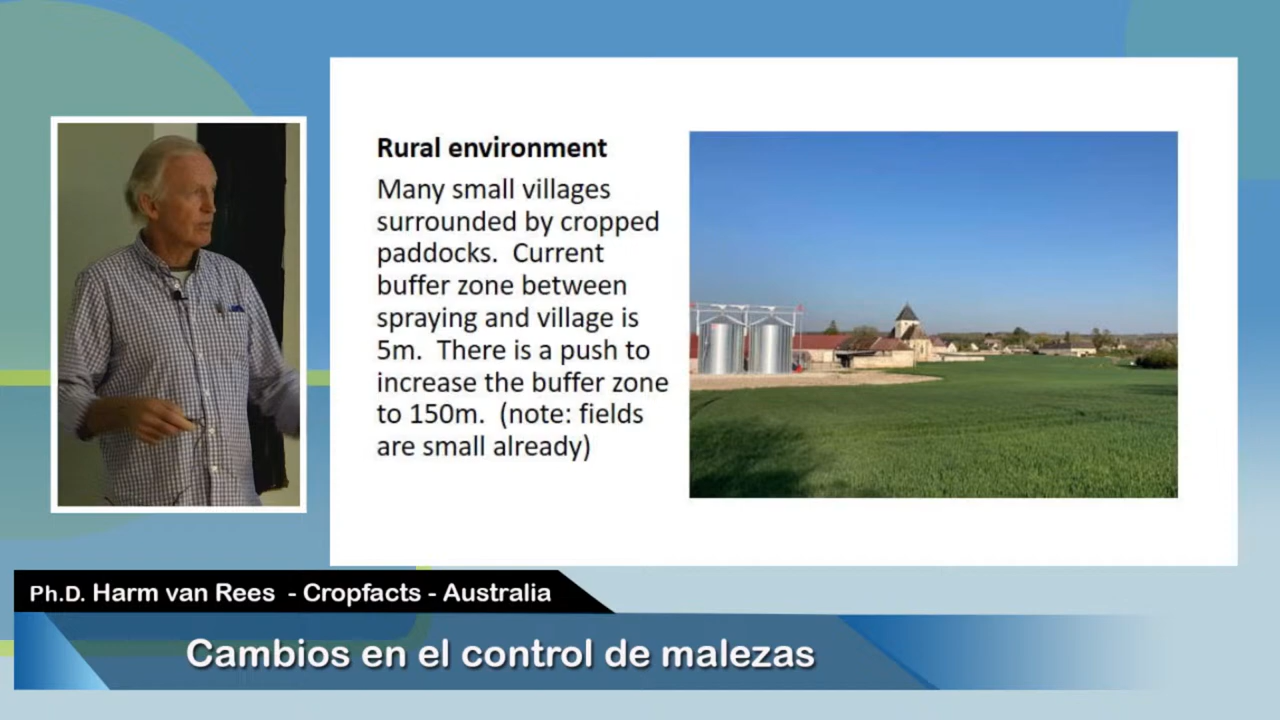 Rural environment
Many small villages
surrounded by cropped
paddocks.  Current
buffer zone between
spraying and village is
5m.  There is a push to
increase the buffer zone
to 150m.  (note: fields
are small already)
Ph.D. Harm van Rees  - Cropfacts - Australia
Cambios en el control de malezas